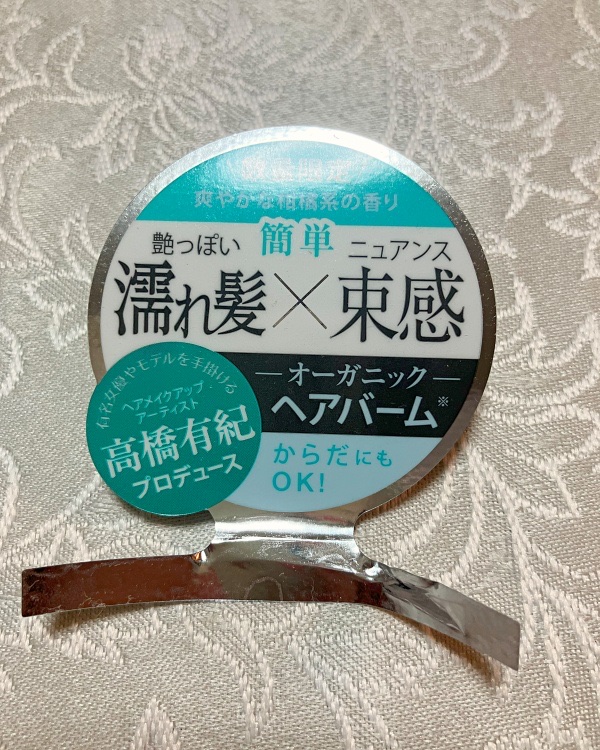 数量限定
爽やかな柑橘系の香り
艶っぽい 簡単 ニュアンス
濡れ髪×束感
オーガニック
ヘアバーム※
有名女優やモデルを手掛ける
ヘアメイクアップ・
アーティスト
高橋有紀
プロデュース
からだにも
OK!